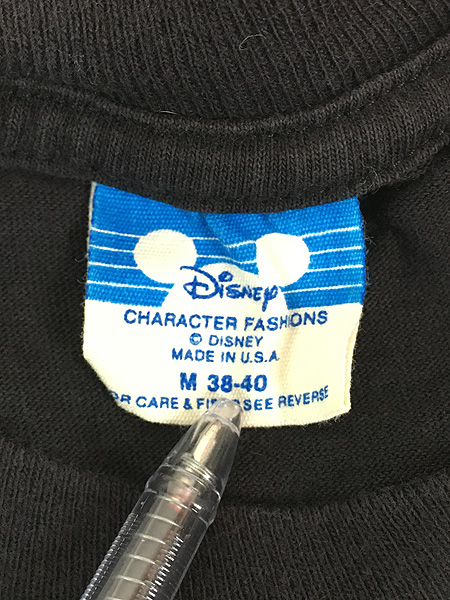 Disney
CHARACTER FASHIONS
© DISNEY
MADE IN U.S.A
M 38-40
CARE & SEE REVERSE